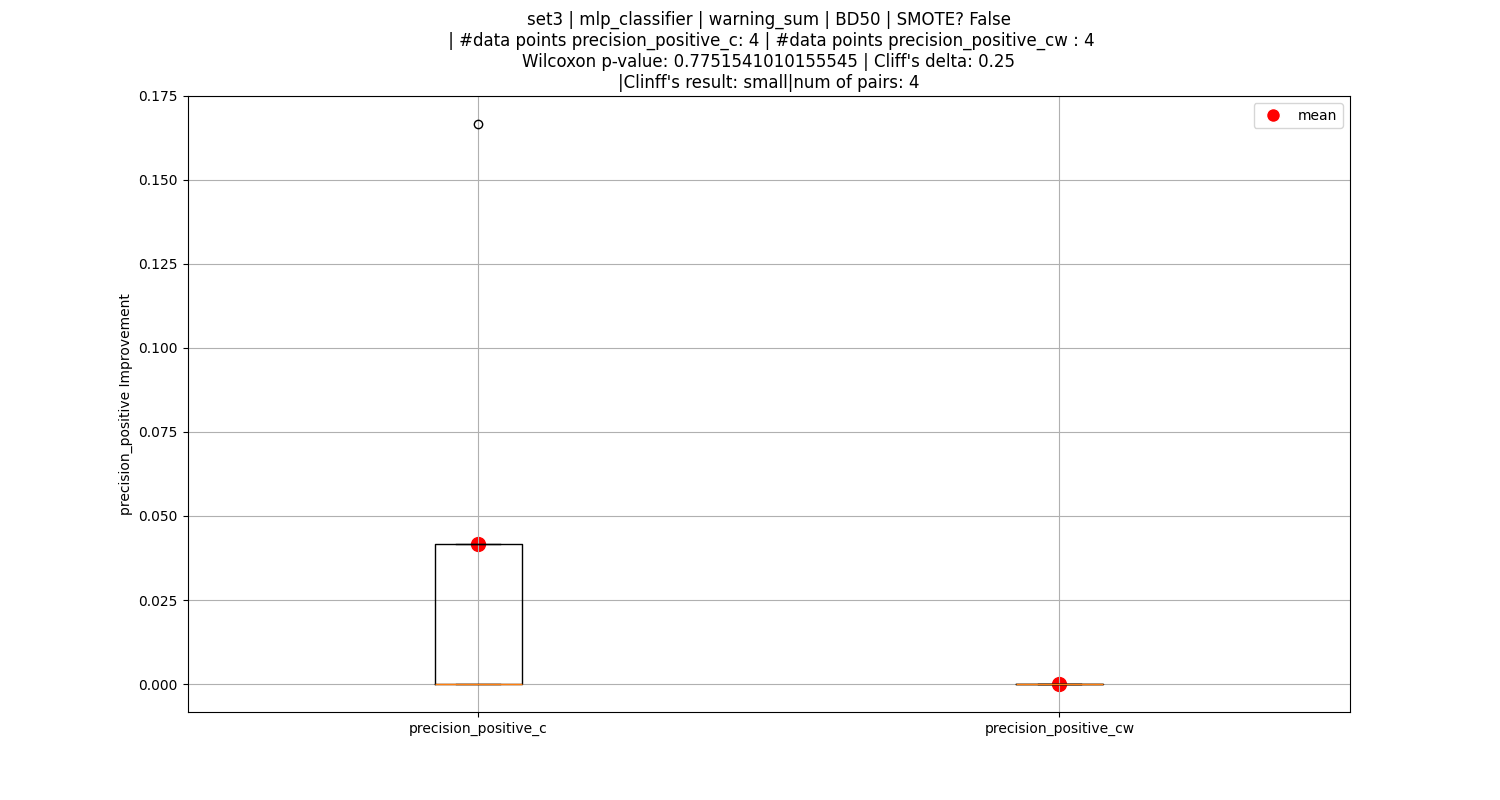 set3 | mlp_classifier | warning_sum | BD50 | SMOTE? False
| #data points precision_positive_c: 4 | #data points precision_positive_cw : 4
Wilcoxon p-value: 0.7751541010155545 | Cliff's delta: 0.25
|Clinff's result: small|num of pairs: 4
mean
precision_positive Improvement
0.175
0.150
0.125
0.100
0.075
0.050
0.025
0.000
precision_positive_c
precision_positive_cw